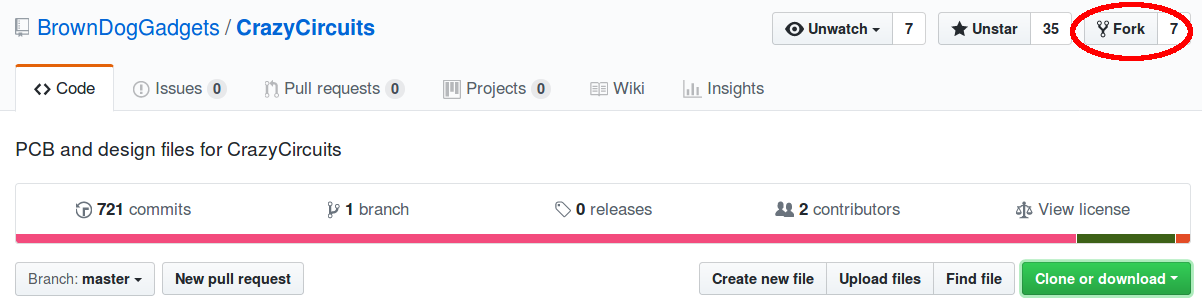 BrownDogGadgets / CrazyCircuits Unwatch 7 Unstar 35 Fork 7
Code Issues 0 Pull requests 0 Projects 0 Wiki Insights
PCB and design files for CrazyCircuits
721 commits 1 branch 0 releases 2 contributors View license
Branch: master New pull request Create new file Upload files Find file Clone or download